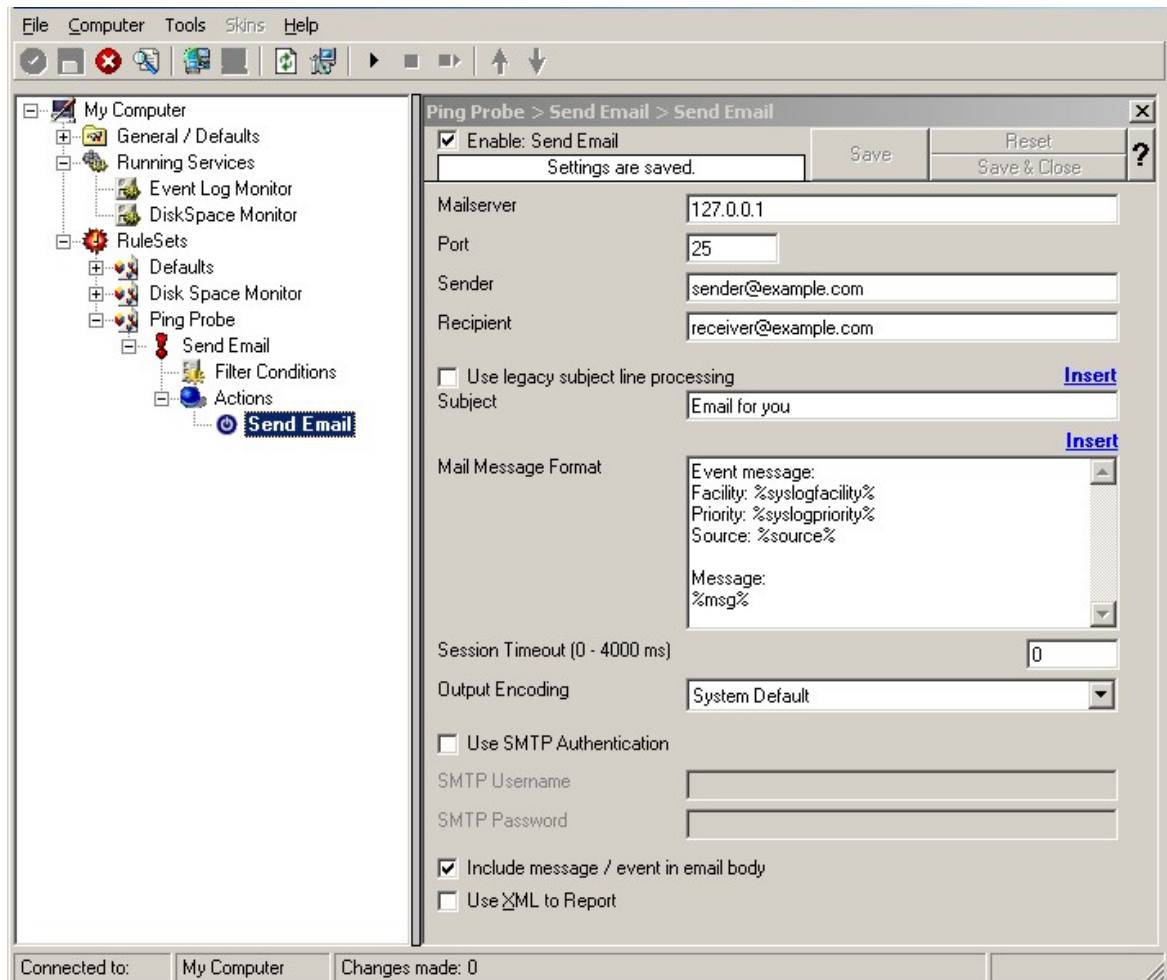 File Computer Tools Skins Help
My Computer
General / Defaults
Running Services
Event Log Monitor
DiskSpace Monitor
RuleSets
Defaults
Disk Space Monitor
Ping Probe
Send Email
Filter Conditions
Actions
Send Email
Ping Probe > Send Email > Send Email
Enable: Send Email
Settings are saved.
Save
Reset
Save & Close
?
Mailserver 127.0.0.1
Port 25
Sender sender@example.com
Recipient receiver@example.com
Use legacy subject line processing Insert
Subject Email for you
Insert
Mail Message Format
Event message:
Facility: %syslogfacility%
Priority: %syslogpriority%
Source: %source%
Message:
%msg%
Session Timeout (0 - 4000 ms) 0
Output Encoding System Default
Use SMTP Authentication
SMTP Username
SMTP Password
Include message / event in email body
Use XML to Report
Connected to: My Computer Changes made: 0